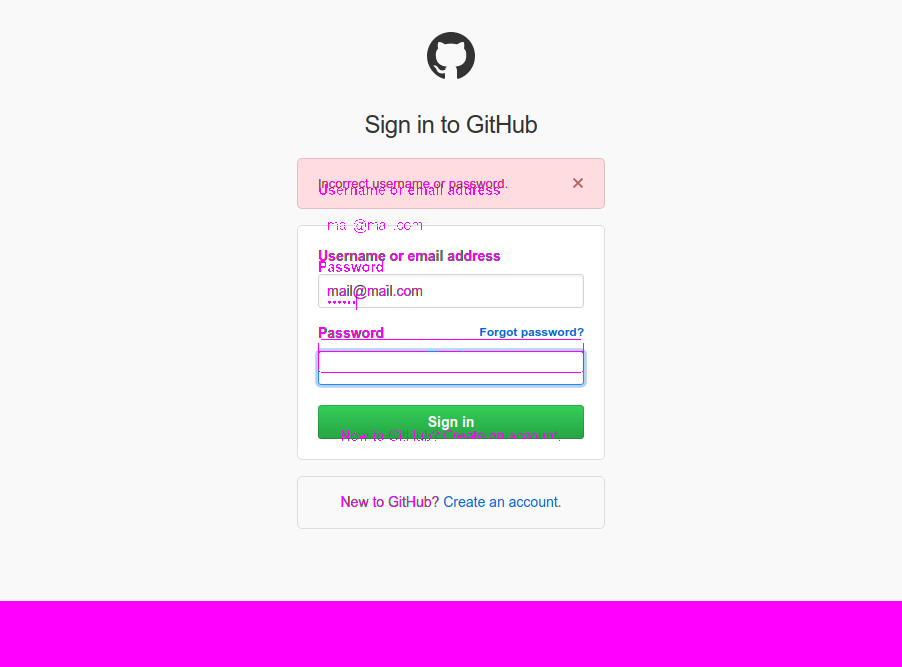 Sign in to GitHub
Incorrect username or password.
Username or email address
mail@mail.com
Username or email address
Password
mail@mail.com
Password
Forgot password?
Sign in
New to GitHub? Create an account.
New to GitHub? Create an account.